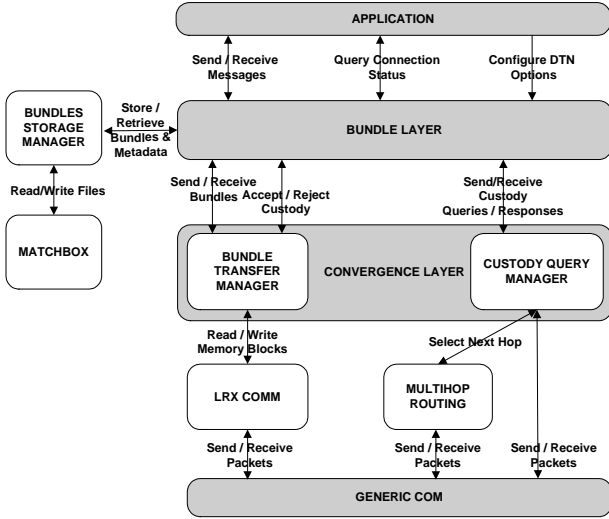 APPLICATION
Send / Receive
Messages
Query Connection
Status
Configure DTN
Options
BUNDLES
STORAGE
MANAGER
Store /
Retrieve
Bundles &
Metadata
BUNDLE LAYER
Read/Write Files
Send / Receive
Bundles
Accept / Reject
Custody
Send/Receive
Custody
Queries / Responses
MATCHBOX
BUNDLE
TRANSFER
MANAGER
CONVERGENCE LAYER
CUSTODY QUERY
MANAGER
Read / Write
Memory Blocks
Select Next Hop
LRX COMM
MULTIHOP
ROUTING
Send / Receive
Packets
Send / Receive
Packets
Send / Receive
Packets
GENERIC COM